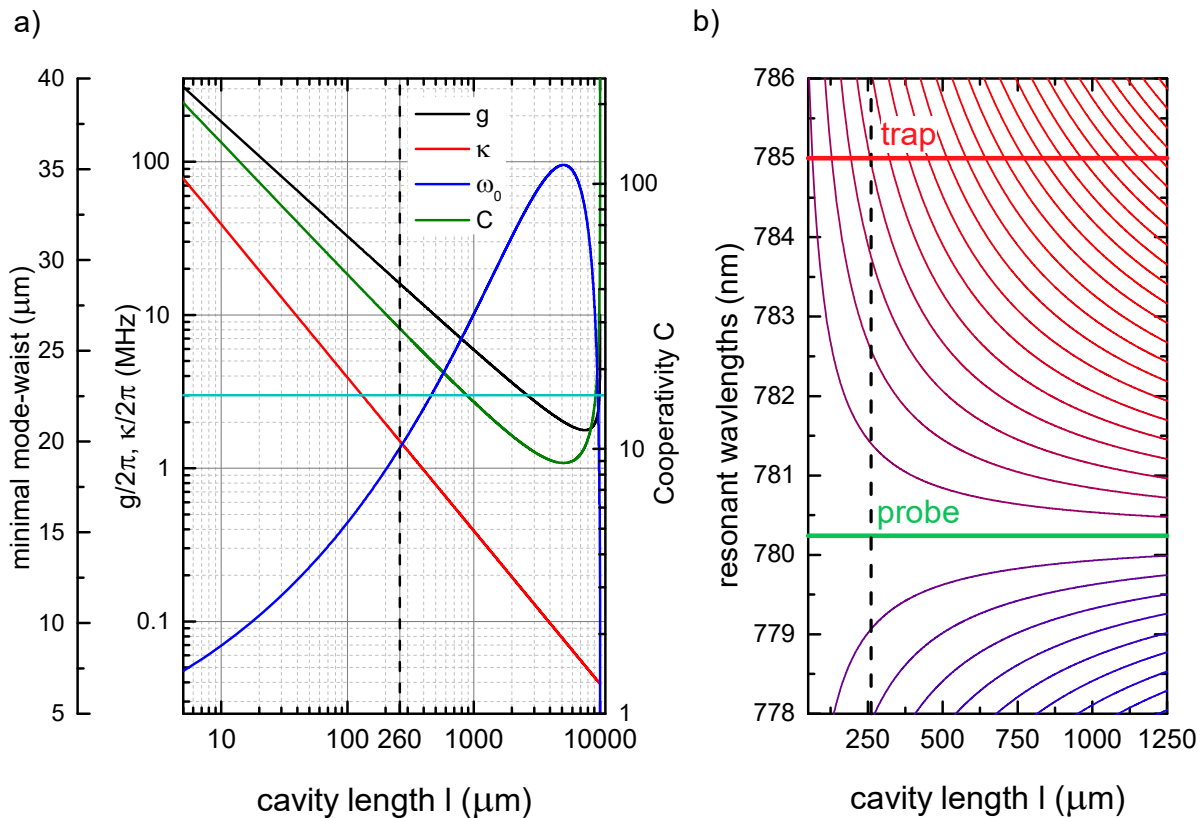 a)
b)
40
35
30
25
20
15
10
5
minimal mode-waist (μm)
100
10
1
0.1
g/2π, κ/2π (MHz)
g
κ
ω0
C
100
10
1
Cooperativity C
10
100
260
1000
10000
cavity length l (μm)
786
785
784
783
782
781
780
779
778
resonant wavlengths (nm)
trap
probe
250
500
750
1000
1250
cavity length l (μm)